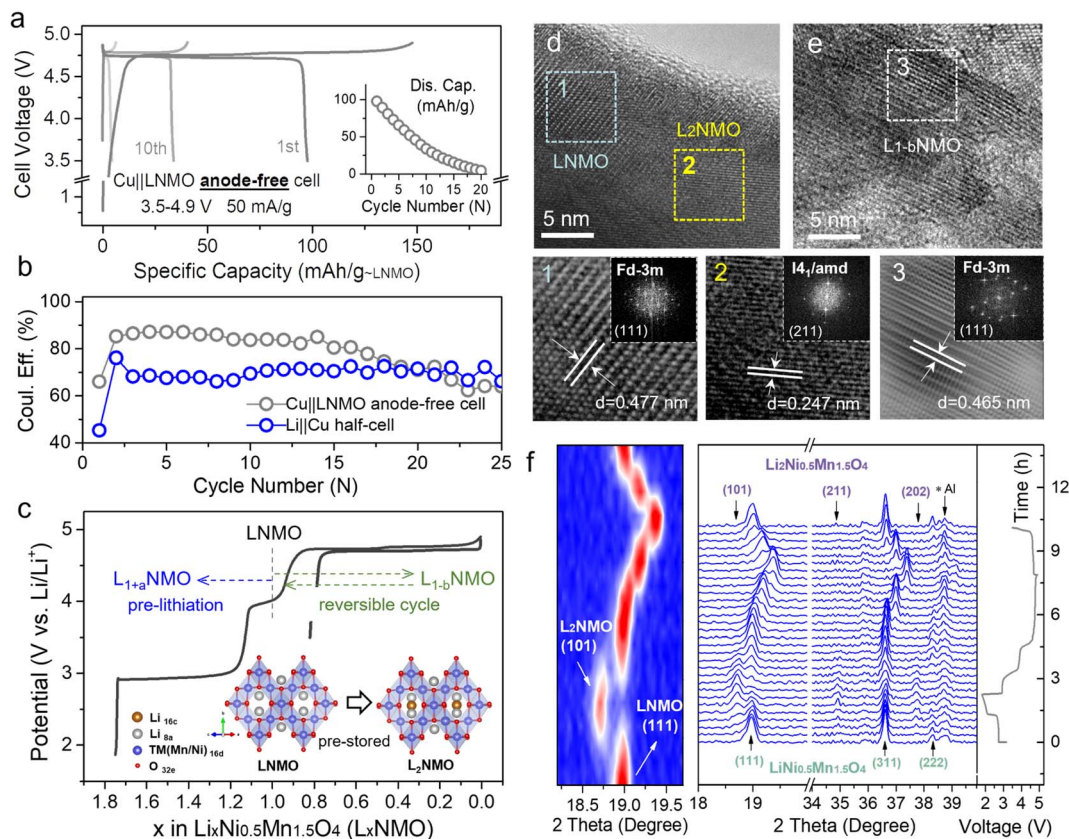 a
Cell Voltage (V)
5.0
4.5
4.0
3.5
1
10th
1st
Cu||LNMO anode-free cell
3.5-4.9 V 50 mA/g
Dis. Cap.
(mAh/g)
100
50
0
0 5 10 15 20
Cycle Number (N)
0 50 100 150
Specific Capacity (mAh/g~LNMO)
b
Coul. Eff. (%)
100
80
60
40
Cu||LNMO anode-free cell
Li||Cu half-cell
0 5 10 15 20 25
Cycle Number (N)
c
Potential (V vs. Li/Li+)
5
4
3
2
LNMO
L1+aNMO
pre-lithiation
L1-bNMO
reversible cycle
Li 16c
Li 8a
TM(Mn/Ni)16d
O 32e
LNMO
pre-stored
L2NMO
1.8 1.5 1.2 0.9 0.6 0.3 0.0
x in LixNi0.5Mn1.5O4 (LxNMO)
d
1
LNMO
L2NMO
2
5 nm
e
3
L1-bNMO
5 nm
1
Fd-3m
(111)
d=0.477 nm
2
I41/amd
(211)
d=0.247 nm
3
Fd-3m
(111)
d=0.465 nm
f
L2NMO
(101)
LNMO
(111)
18.5 19.0 19.5
2 Theta (Degree)
Li2Ni0.5Mn1.5O4
(101)
(211)
(202)
* Al
(111)
(311)
(222)
LiNi0.5Mn1.5O4
18 19 34 35 36 37 38 39
2 Theta (Degree)
Time (h)
12
9
6
3
0
2 3 4 5
Voltage (V)